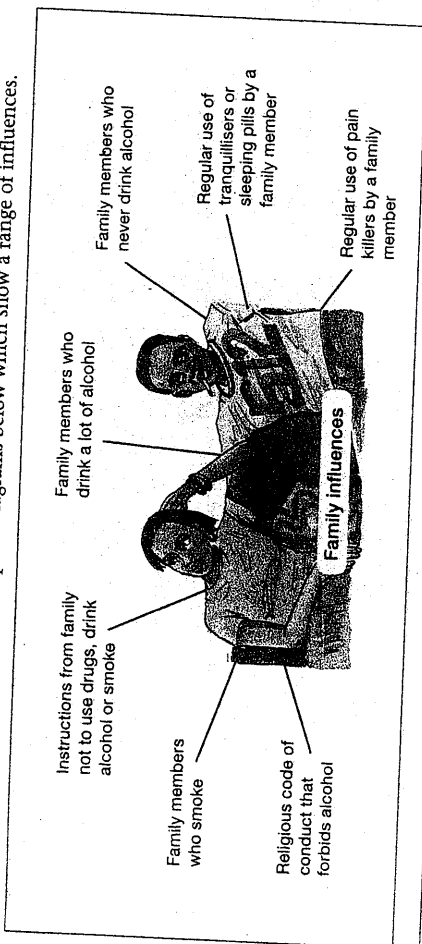 below which show a range of influences.
Instructions from family
not to use drugs, drink
alcohol or smoke
Family members who
drink a lot of alcohol
Family members who
never drink alcohol
Family members
who smoke
Regular use of
tranquillisers or
sleeping pills by a
family member
Religious code of
conduct that
forbids alcohol
Regular use of pain
killers by a family
member
Family influences